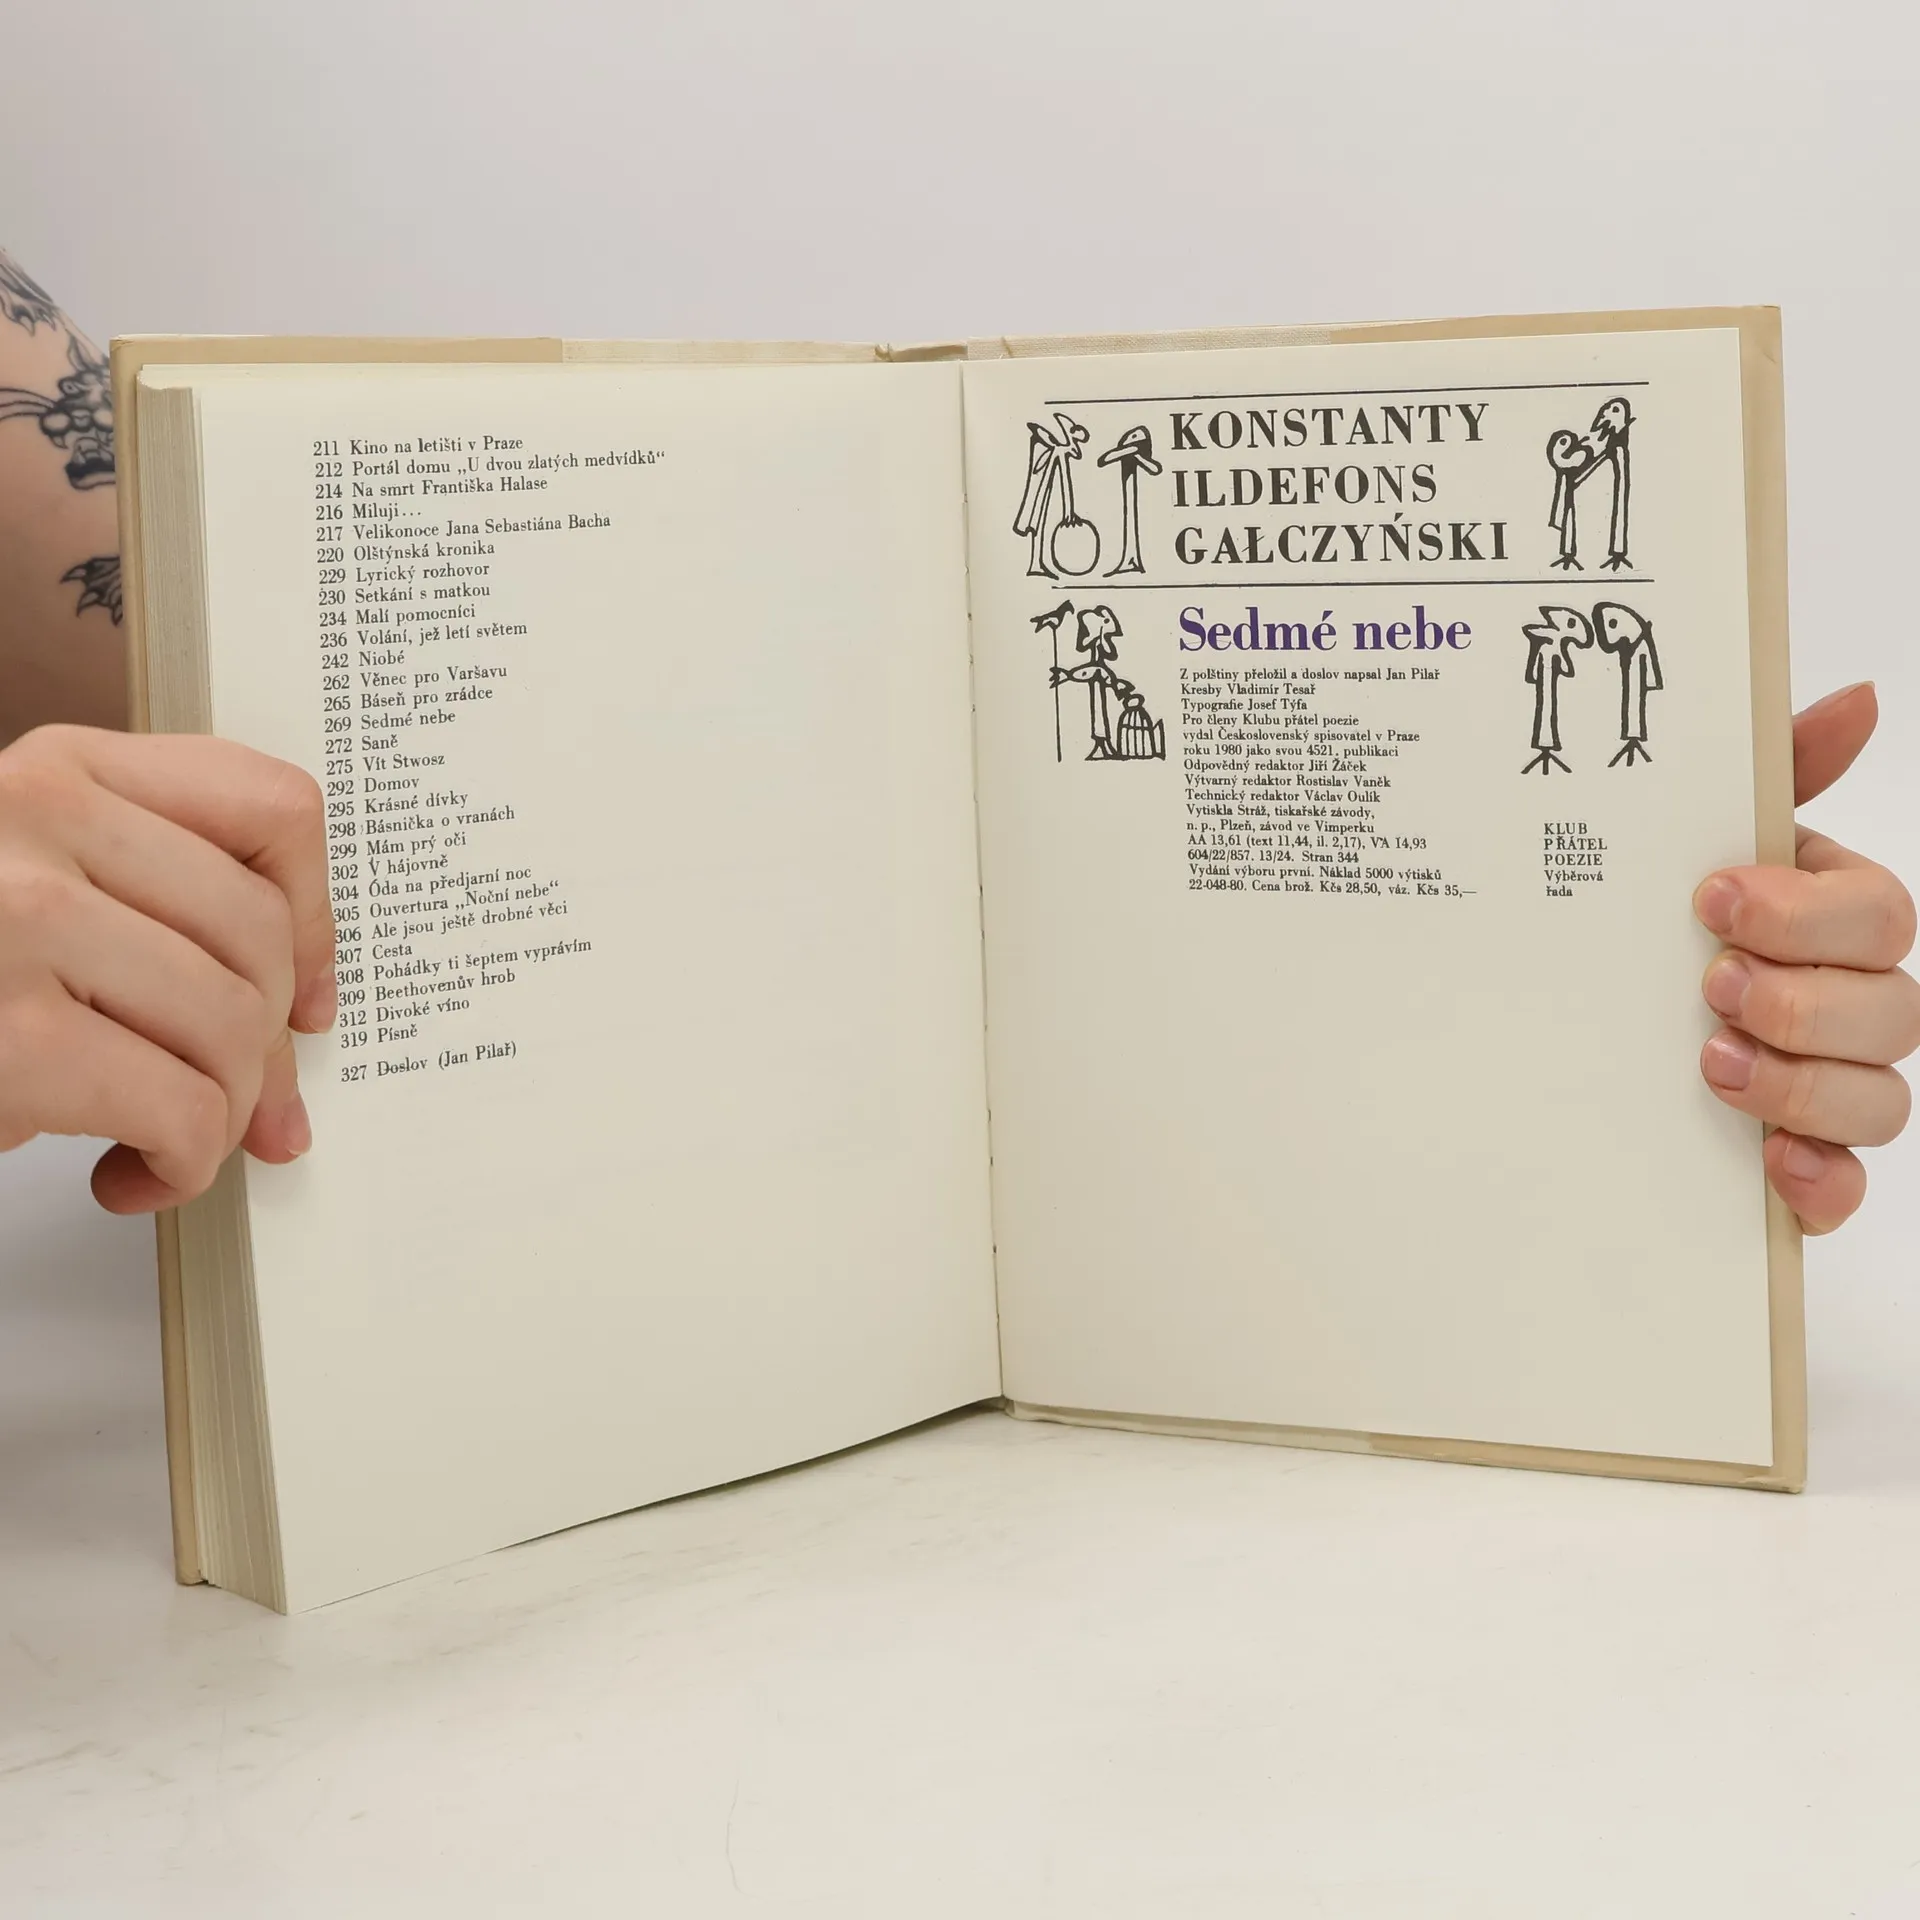 211 Kino na letišti v Praze
212 Portál domu „U dvou zlatých medvídků“
214 Na smrt Františka Halase
216 Miluji...
217 Velikonoce Jana Sebastiána Bacha
220 Olštýnská kronika
229 Lyrický rozhovor
230 Setkání s matkou
234 Malí pomocníci
236 Volání, jež letí světem
242 Niobé
262 Věnec pro Varšavu
265 Báseň pro zrádce
269 Sedmé nebe
272 Saně
275 Vít Stwosz
292 Domov
295 Krásné dívky
298 Básnička o vranách
299 Mám prý oči
302 V hájovně
304 Óda na předjarní noc
305 Ouvertura „Noční nebe“
306 Ale jsou ještě drobné věci
307 Cesta
308 Pohádky ti šeptem vyprávím
309 Beethovenův hrob
312 Divoké víno
319 Písně
327 Doslov (Jan Pilař)
KONSTANTY
ILDEFONS
GAŁCZYŃSKI
Sedmé nebe
Z polštiny přeložil a doslov napsal Jan Pilař
Kresby Vladimír Tesař
Typografie Josef Týfa
Pro členy Klubu přátel poezie
vydal Československý spisovatel v Praze
roku 1980 jako svou 4521. publikaci
Odpovědný redaktor Jiří Žáček
Výtvarný redaktor Rostislav Vaněk
Technický redaktor Václav Oulík
Vytiskla Stráž, tiskařské závody,
n. p., Plzeň, závod ve Vimperku
AA 13,61 (text 11,44, il. 2,17), VA 14,93
604/22/857. 13/24. Stran 344
Vydání výboru první. Náklad 5000 výtisků
22-048-80. Cena brož. Kčs 28,50, váz. Kčs 35,—
KLUB
PŘÁTEL
POEZIE
Výběrová
řada